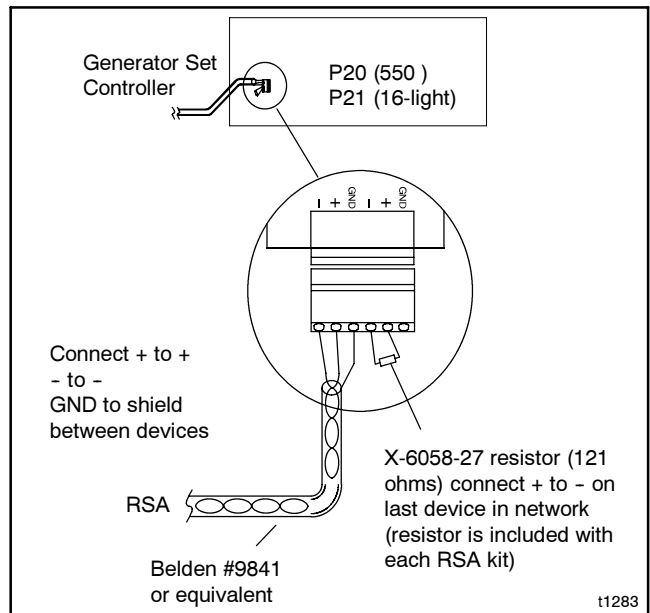 Generator Set
Controller
P20 (550 )
P21 (16-light)
− + GND − + GND
Connect + to +
- to -
GND to shield
between devices
X-6058-27 resistor (121
ohms) connect + to - on
last device in network
(resistor is included with
each RSA kit)
RSA
Belden #9841
or equivalent
t1283